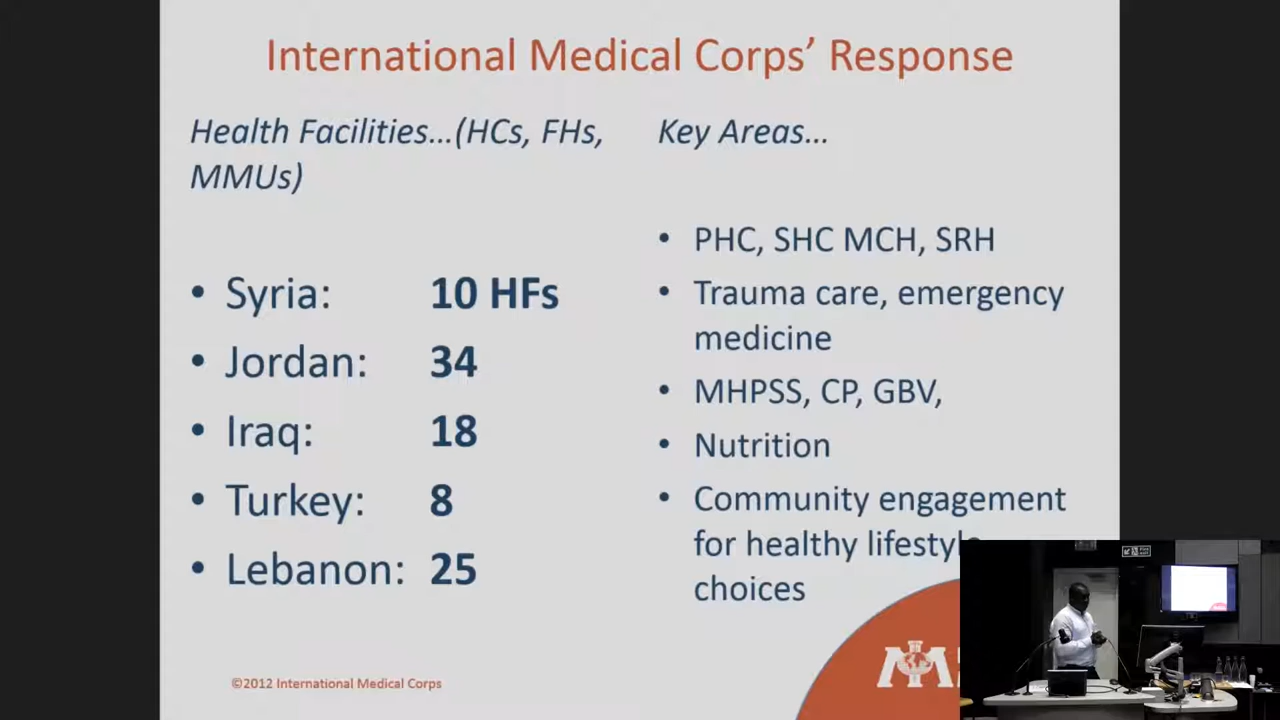 International Medical Corps’ Response
Health Facilities…(HCs, FHs,
MMUs)
• Syria: 10 HFs
• Jordan: 34
• Iraq: 18
• Turkey: 8
• Lebanon: 25
Key Areas…
• PHC, SHC MCH, SRH
• Trauma care, emergency
medicine
• MHPSS, CP, GBV,
• Nutrition
• Community engagement
for healthy lifestyle
choices
©2012 International Medical Corps